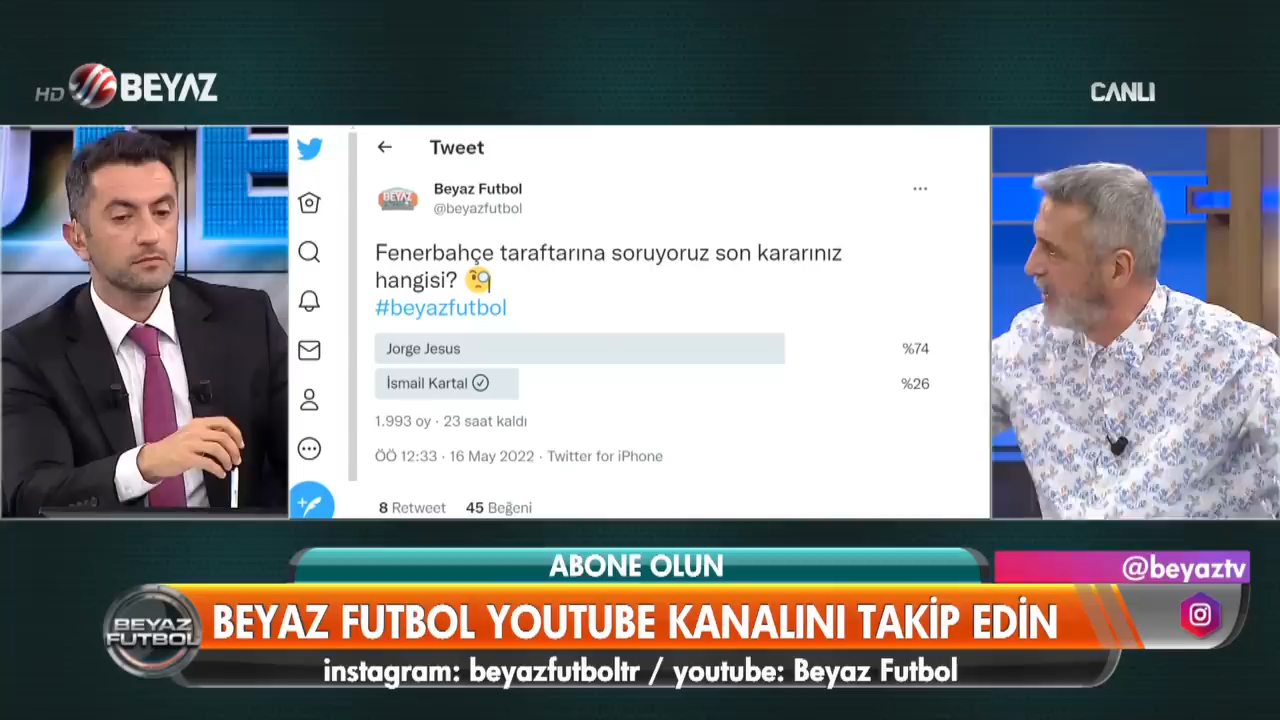 HD BEYAZ
CANLI
Tweet
BEYAZ
Beyaz Futbol
@beyazfutbol
Fenerbahçe taraftarına soruyoruz son kararınız
hangisi? 🧐
#beyazfutbol
Jorge Jesus %74
İsmail Kartal %26
1.993 oy · 23 saat kaldı
ÖÖ 12:33 · 16 May 2022 · Twitter for iPhone
8 Retweet 45 Beğeni
ABONE OLUN
@beyaztv
BEYAZ
FUTBOL
BEYAZ FUTBOL YOUTUBE KANALINI TAKİP EDİN
instagram: beyazfutboltr / youtube: Beyaz Futbol